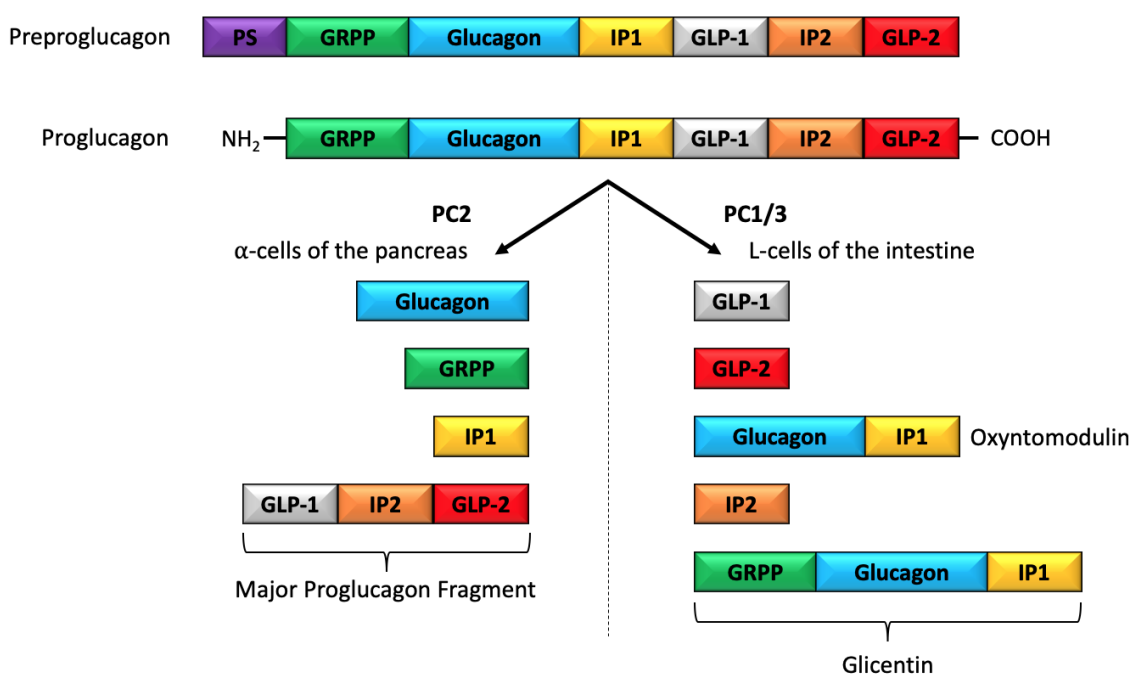 Preproglucagon PS GRPP Glucagon IP1 GLP-1 IP2 GLP-2
Proglucagon NH₂ GRPP Glucagon IP1 GLP-1 IP2 GLP-2 COOH
PC2
α-cells of the pancreas
Glucagon
GRPP
IP1
GLP-1 IP2 GLP-2
Major Proglucagon Fragment
PC1/3
L-cells of the intestine
GLP-1
GLP-2
Glucagon IP1 Oxyntomodulin
IP2
GRPP Glucagon IP1
Glicentin